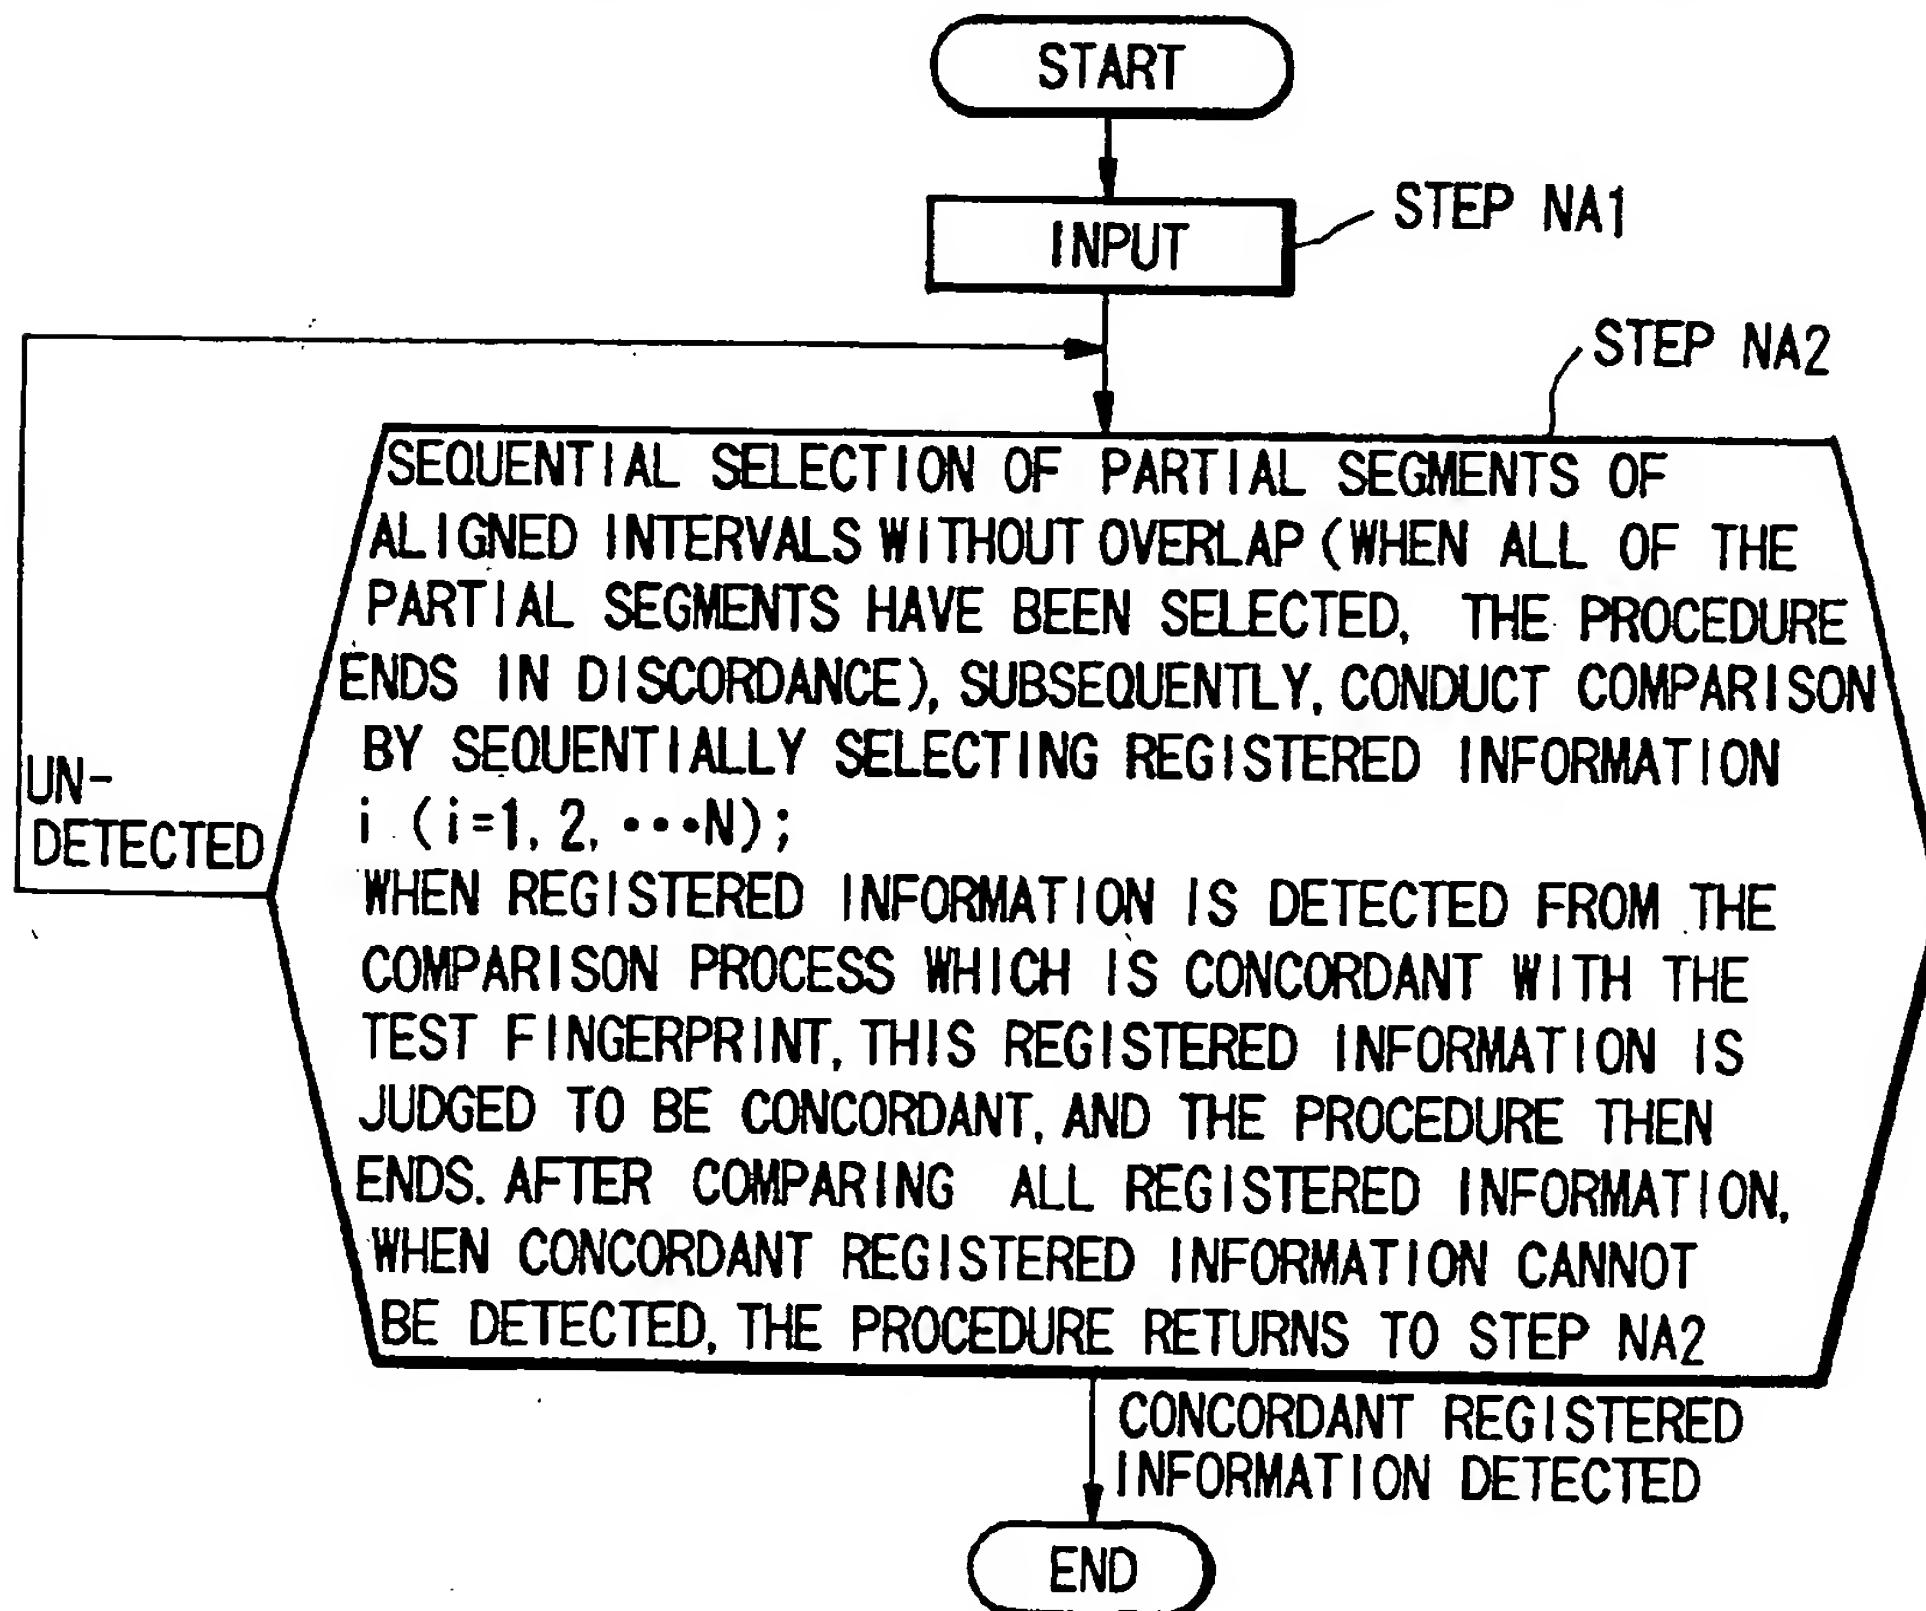 START
INPUT
STEP NA1
STEP NA2
SEQUENTIAL SELECTION OF PARTIAL SEGMENTS OF
ALIGNED INTERVALS WITHOUT OVERLAP (WHEN ALL OF THE
PARTIAL SEGMENTS HAVE BEEN SELECTED, THE PROCEDURE
ENDS IN DISCORDANCE), SUBSEQUENTLY, CONDUCT COMPARISON
BY SEQUENTIALLY SELECTING REGISTERED INFORMATION
i (i=1, 2, •••N);
WHEN REGISTERED INFORMATION IS DETECTED FROM THE
COMPARISON PROCESS WHICH IS CONCORDANT WITH THE
TEST FINGERPRINT, THIS REGISTERED INFORMATION IS
JUDGED TO BE CONCORDANT, AND THE PROCEDURE THEN
ENDS. AFTER COMPARING ALL REGISTERED INFORMATION,
WHEN CONCORDANT REGISTERED INFORMATION CANNOT
BE DETECTED, THE PROCEDURE RETURNS TO STEP NA2
UN-
DETECTED
CONCORDANT REGISTERED
INFORMATION DETECTED
END